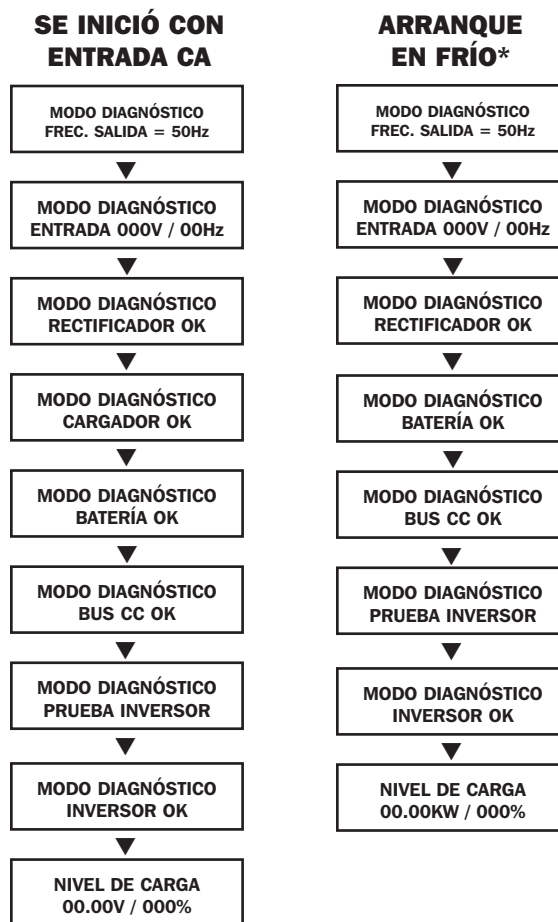 SE INICIÓ CON
ENTRADA CA
MODO DIAGNÓSTICO
FREC. SALIDA = 50Hz
MODO DIAGNÓSTICO
ENTRADA 000V / 00Hz
MODO DIAGNÓSTICO
RECTIFICADOR OK
MODO DIAGNÓSTICO
CARGADOR OK
MODO DIAGNÓSTICO
BATERÍA OK
MODO DIAGNÓSTICO
BUS CC OK
MODO DIAGNÓSTICO
PRUEBA INVERSOR
MODO DIAGNÓSTICO
INVERSOR OK
NIVEL DE CARGA
00.00V / 000%
ARRANQUE
EN FRÍO*
MODO DIAGNÓSTICO
FREC. SALIDA = 50Hz
MODO DIAGNÓSTICO
ENTRADA 000V / 00Hz
MODO DIAGNÓSTICO
RECTIFICADOR OK
MODO DIAGNÓSTICO
BATERÍA OK
MODO DIAGNÓSTICO
BUS CC OK
MODO DIAGNÓSTICO
PRUEBA INVERSOR
MODO DIAGNÓSTICO
INVERSOR OK
NIVEL DE CARGA
00.00KW / 000%